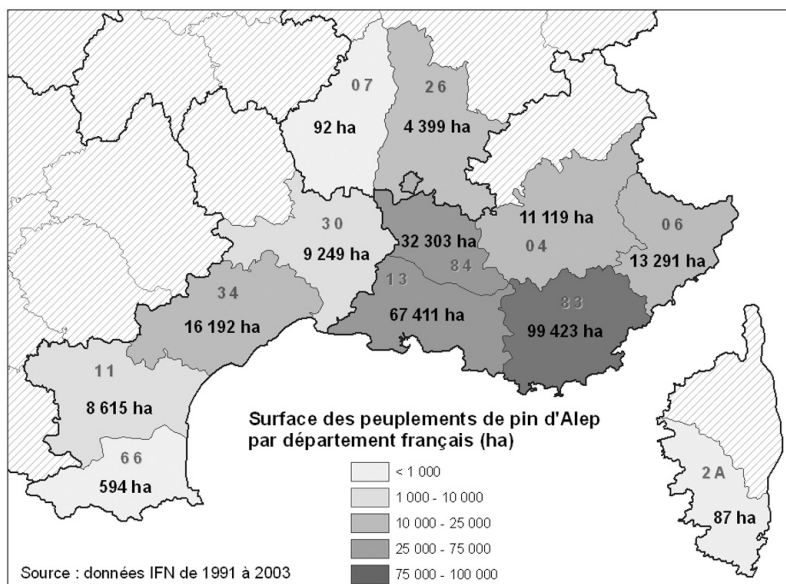 07
92 ha
26
4 399 ha
30
9 249 ha
32 303 ha
84
11 119 ha
04
06
13 291 ha
34
16 192 ha
13
67 411 ha
83
99 423 ha
11
8 615 ha
66
594 ha
2A
87 ha
Surface des peuplements de pin d'Alep
par département français (ha)
< 1 000
1 000 - 10 000
10 000 - 25 000
25 000 - 75 000
75 000 - 100 000
Source : données IFN de 1991 à 2003